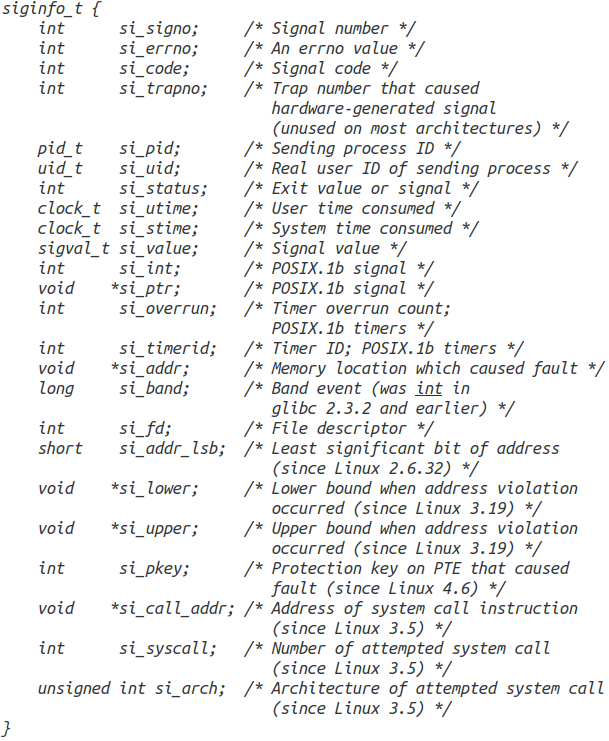 siginfo_t {
    int      si_signo;     /* Signal number */
    int      si_errno;     /* An errno value */
    int      si_code;      /* Signal code */
    int      si_trapno;    /* Trap number that caused
                              hardware-generated signal
                              (unused on most architectures) */
    pid_t    si_pid;       /* Sending process ID */
    uid_t    si_uid;       /* Real user ID of sending process */
    int      si_status;    /* Exit value or signal */
    clock_t  si_utime;     /* User time consumed */
    clock_t  si_stime;     /* System time consumed */
    sigval_t si_value;     /* Signal value */
    int      si_int;       /* POSIX.1b signal */
    void    *si_ptr;       /* POSIX.1b signal */
    int      si_overrun;   /* Timer overrun count;
                              POSIX.1b timers */
    int      si_timerid;   /* Timer ID; POSIX.1b timers */
    void    *si_addr;      /* Memory location which caused fault */
    long     si_band;      /* Band event (was int in
                              glibc 2.3.2 and earlier) */
    int      si_fd;        /* File descriptor */
    short    si_addr_lsb;  /* Least significant bit of address
                              (since Linux 2.6.32) */
    void    *si_lower;     /* Lower bound when address violation
                              occurred (since Linux 3.19) */
    void    *si_upper;     /* Upper bound when address violation
                              occurred (since Linux 3.19) */
    int      si_pkey;      /* Protection key on PTE that caused
                              fault (since Linux 4.6) */
    void    *si_call_addr; /* Address of system call instruction
                              (since Linux 3.5) */
    int      si_syscall;   /* Number of attempted system call
                              (since Linux 3.5) */
    unsigned int si_arch;  /* Architecture of attempted system call
                              (since Linux 3.5) */
}